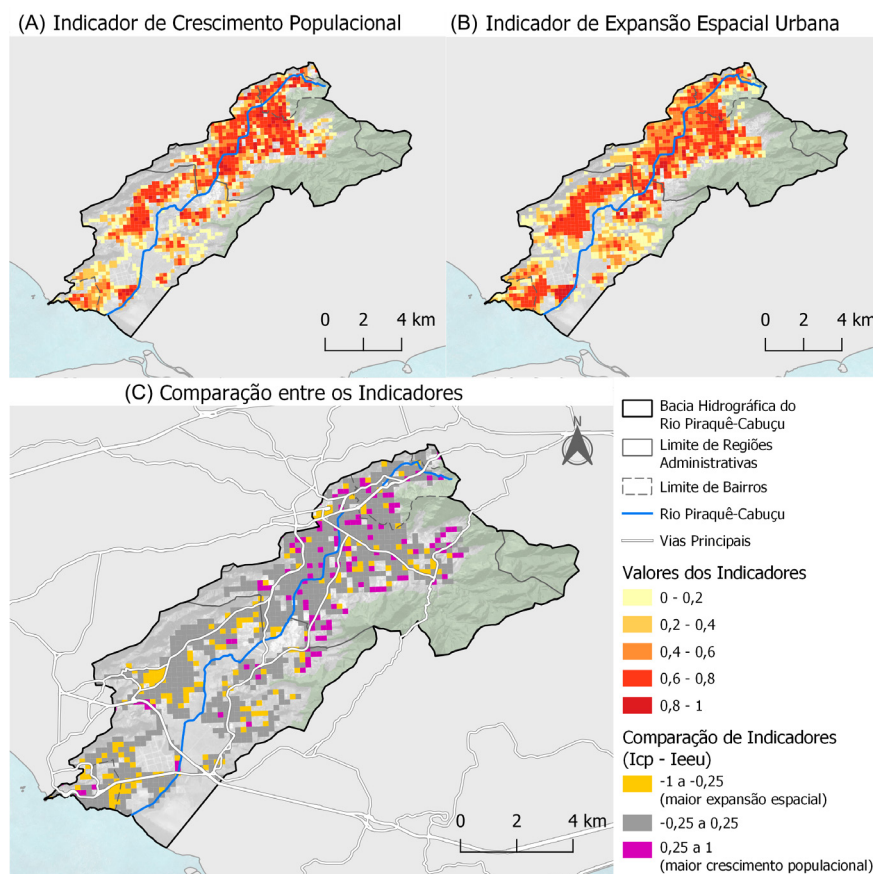 (A) Indicador de Crescimento Populacional
(B) Indicador de Expansão Espacial Urbana
0 2 4 km
0 2 4 km
(C) Comparação entre os Indicadores
N
0 2 4 km
Bacia Hidrográfica do
Rio Piraquê-Cabuçu
Limite de Regiões
Administrativas
Limite de Bairros
Rio Piraquê-Cabuçu
Vias Principais
Valores dos Indicadores
0 - 0,2
0,2 - 0,4
0,4 - 0,6
0,6 - 0,8
0,8 - 1
Comparação de Indicadores
(Icp - Ieeu)
-1 a -0,25
(maior expansão espacial)
-0,25 a 0,25
0,25 a 1
(maior crescimento populacional)